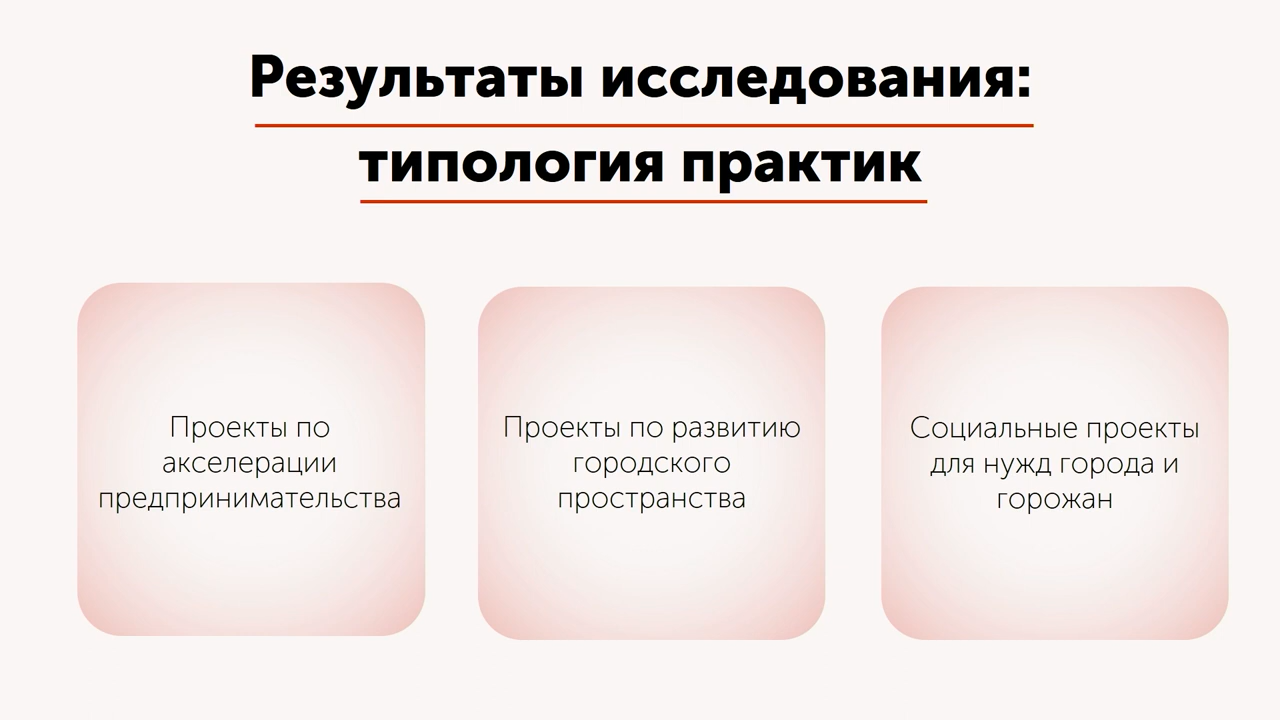 Результаты исследования:
типология практик
Проекты по
акселерации
предпринимательства
Проекты по развитию
городского
пространства
Социальные проекты
для нужд города и
горожан